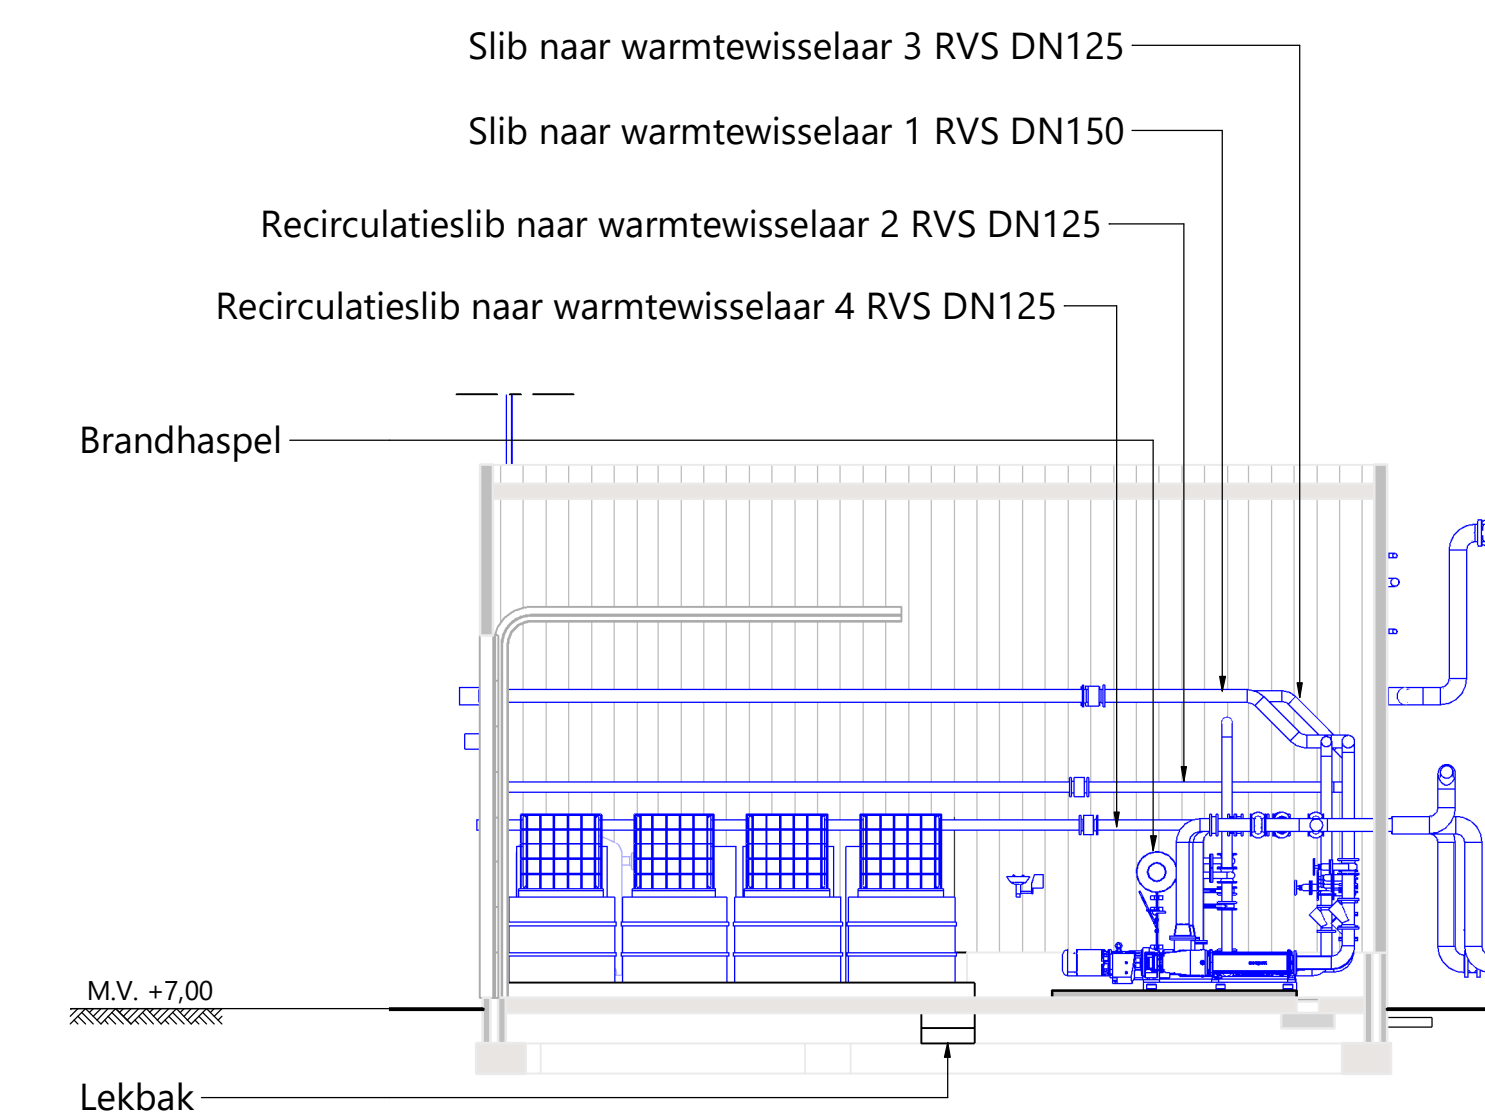 Slib naar warmtewisselaar 3 RVS DN125
Slib naar warmtewisselaar 1 RVS DN150
Recirculatieslib naar warmtewisselaar 2 RVS DN125
Recirculatieslib naar warmtewisselaar 4 RVS DN125
Brandhaspel
M.V. +7,00
Lekbak